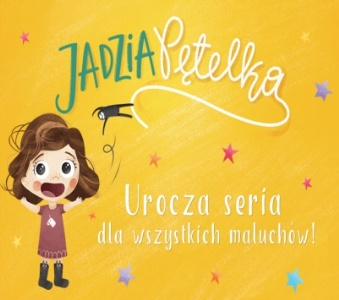 JADZIA Pętelka
Urocza seria
dla wszystkich maluchów!